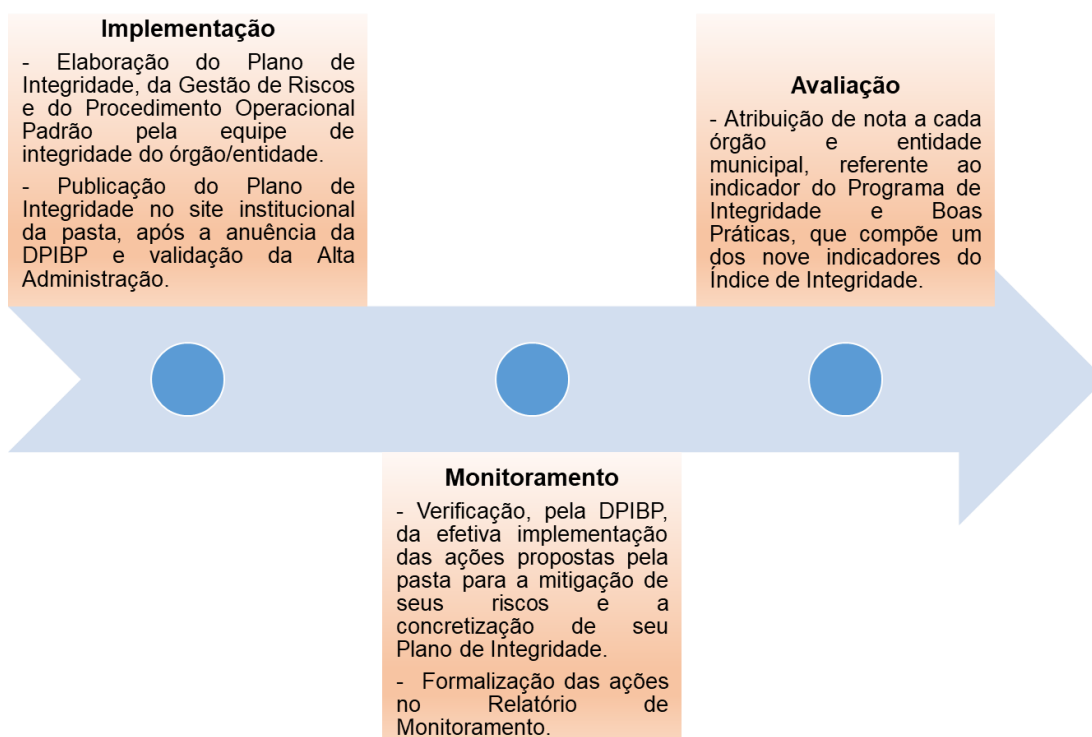 Implementação
- Elaboração do Plano de
Integridade, da Gestão de Riscos
e do Procedimento Operacional
Padrão pela equipe de
integridade do órgão/entidade.
- Publicação do Plano de
Integridade no site institucional
da pasta, após a anuência da
DPIBP e validação da Alta
Administração.
Monitoramento
- Verificação, pela DPIBP,
da efetiva implementação
das ações propostas pela
pasta para a mitigação de
seus riscos e a
concretização de seu
Plano de Integridade.
- Formalização das ações
no Relatório de
Monitoramento.
Avaliação
- Atribuição de nota a cada
órgão e entidade
municipal, referente ao
indicador do Programa de
Integridade e Boas
Práticas, que compõe um
dos nove indicadores do
Índice de Integridade.